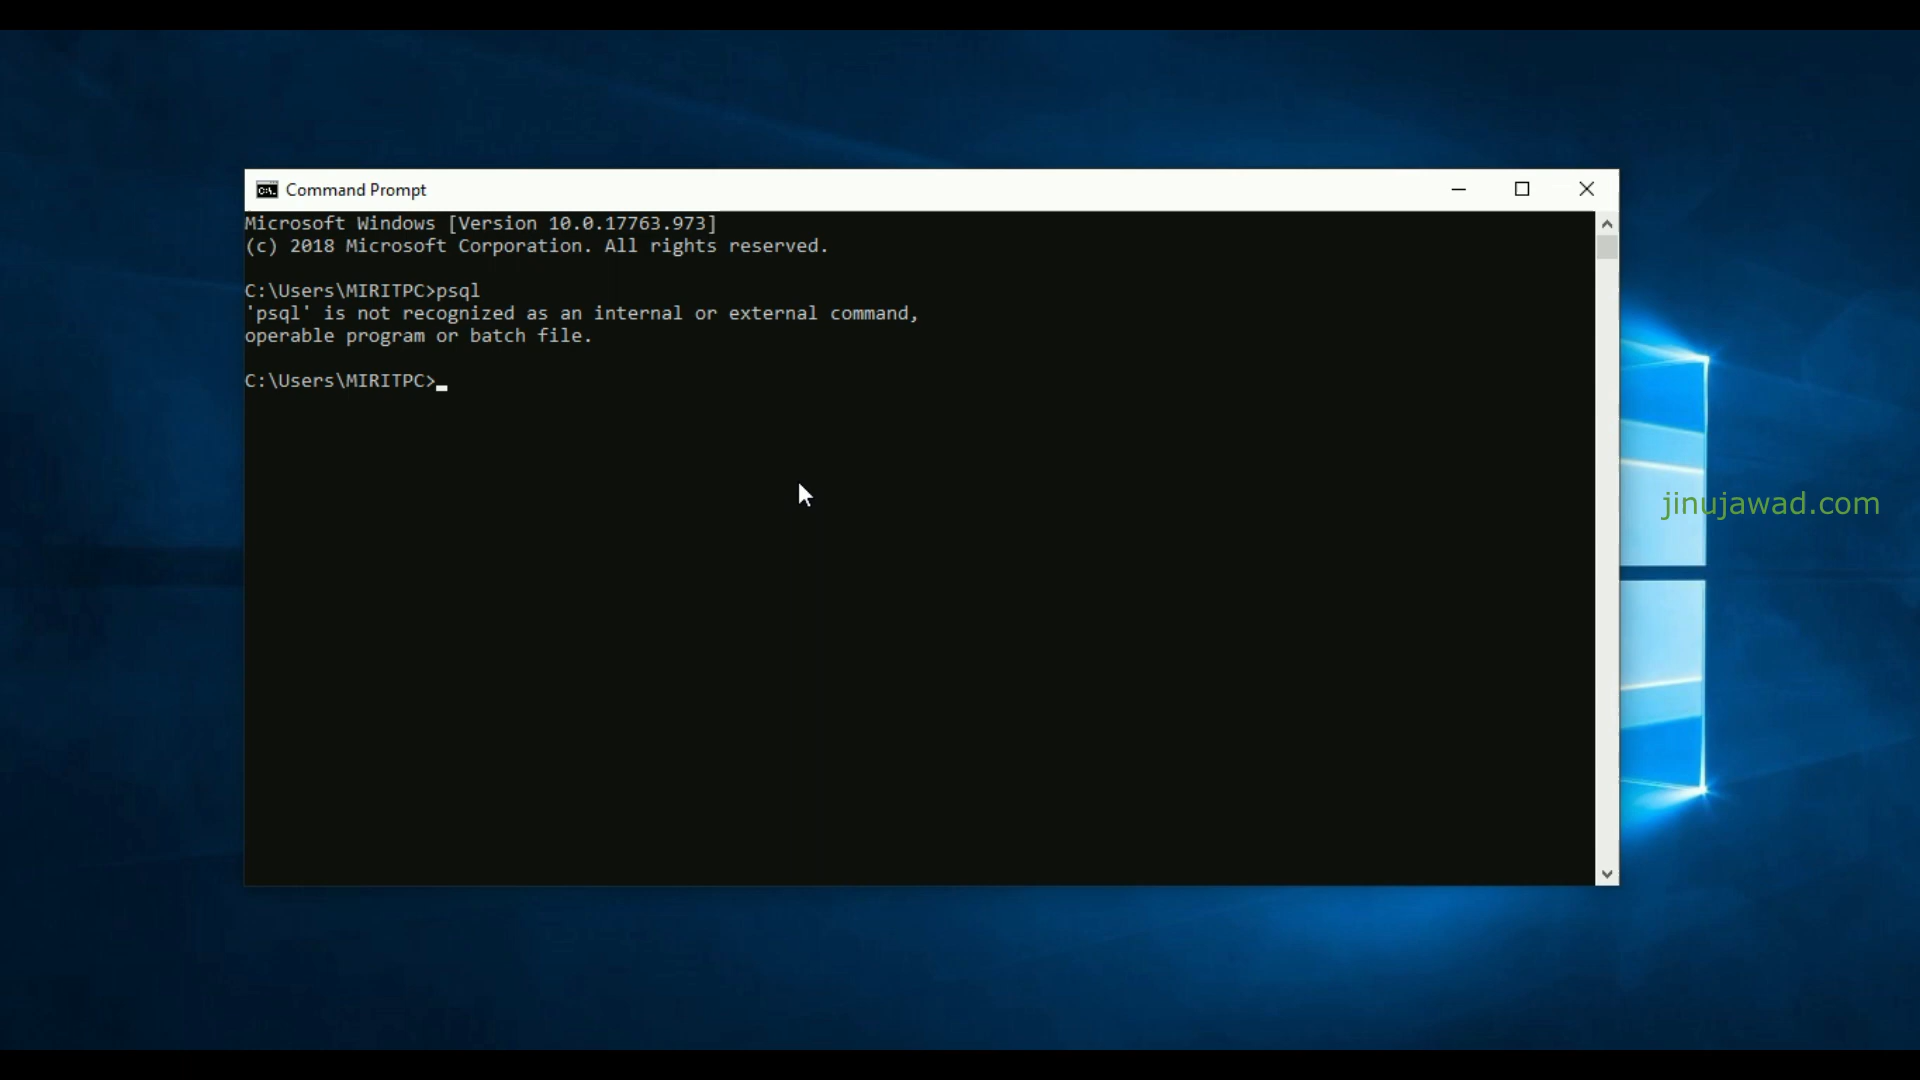 Command Prompt
Microsoft Windows [Version 10.0.17763.973]
(c) 2018 Microsoft Corporation. All rights reserved.
C:\Users\MIRITPC>psql
'psql' is not recognized as an internal or external command,
operable program or batch file.
C:\Users\MIRITPC>
jinujawad.com